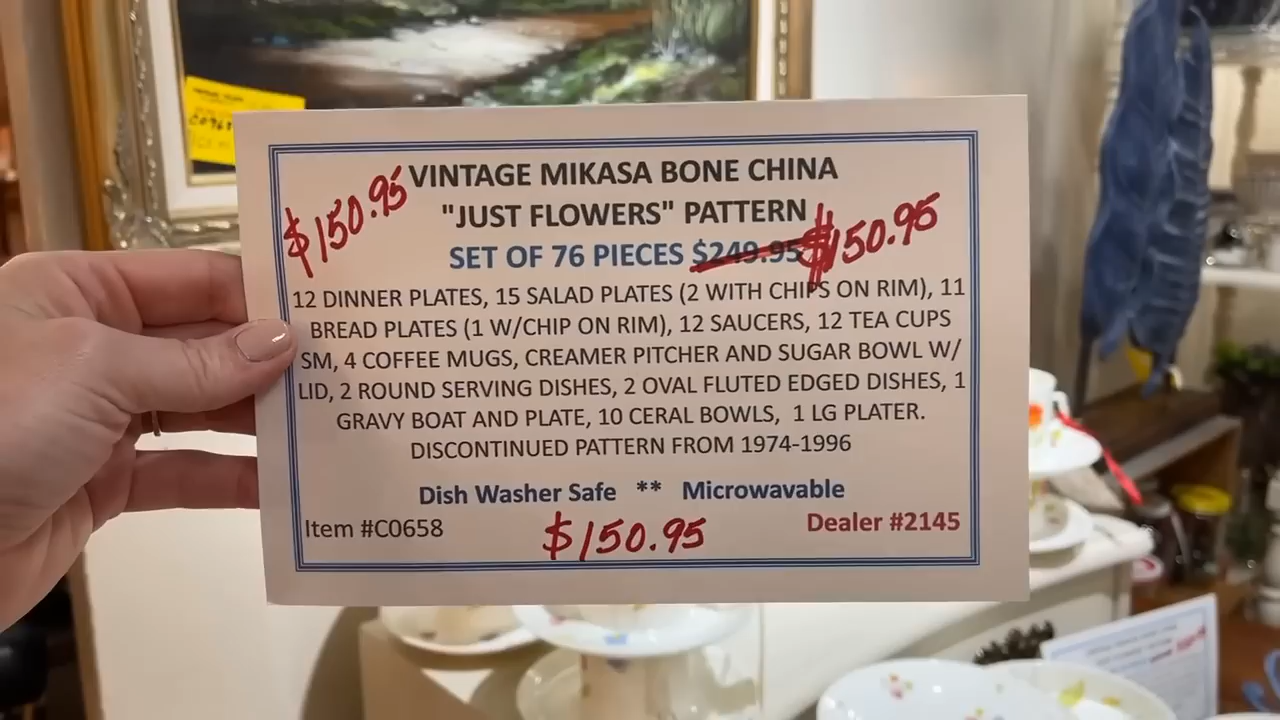 VINTAGE MIKASA BONE CHINA
$150.95
"JUST FLOWERS" PATTERN
SET OF 76 PIECES $249.95 $150.95
12 DINNER PLATES, 15 SALAD PLATES (2 WITH CHIPS ON RIM), 11
BREAD PLATES (1 W/CHIP ON RIM), 12 SAUCERS, 12 TEA CUPS
SM, 4 COFFEE MUGS, CREAMER PITCHER AND SUGAR BOWL W/
LID, 2 ROUND SERVING DISHES, 2 OVAL FLUTED EDGED DISHES, 1
GRAVY BOAT AND PLATE, 10 CERAL BOWLS, 1 LG PLATER.
DISCONTINUED PATTERN FROM 1974-1996
Dish Washer Safe ** Microwavable
Item #C0658 $150.95 Dealer #2145